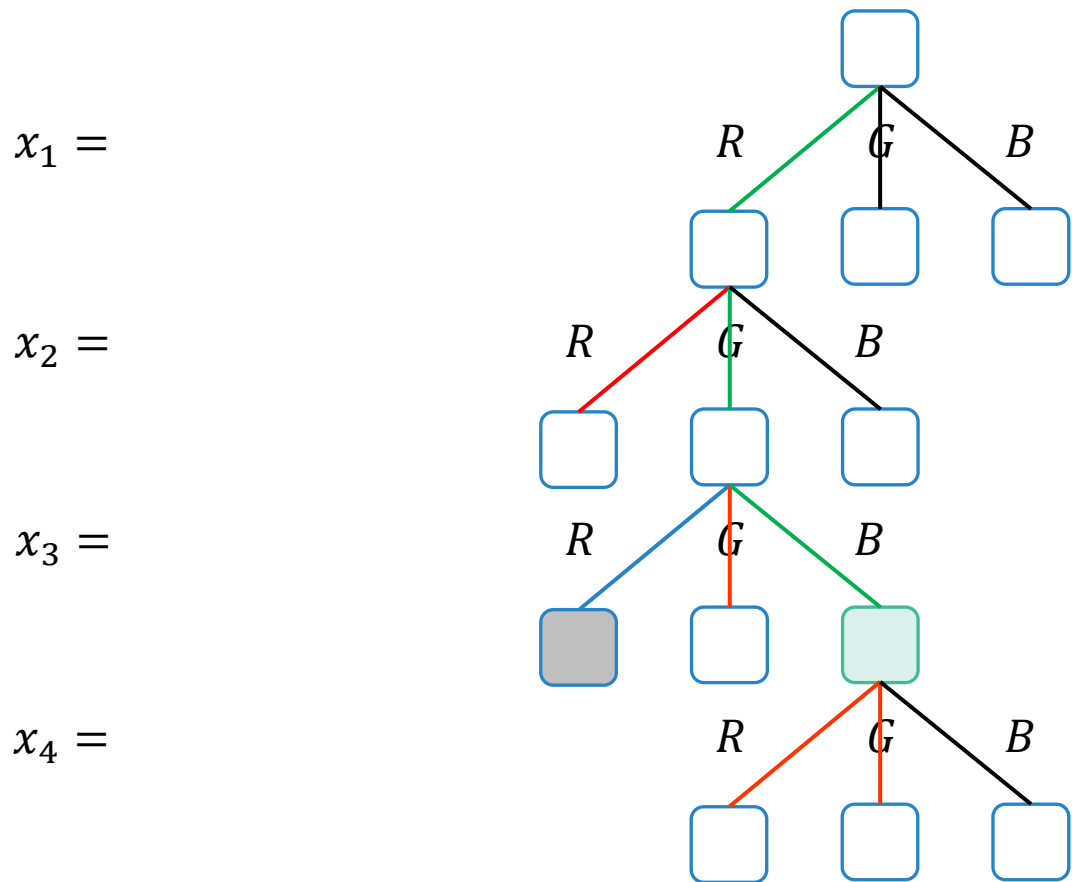 x₁ = R G B
x₂ = R G B
x₃ = R G B
x₄ = R G B